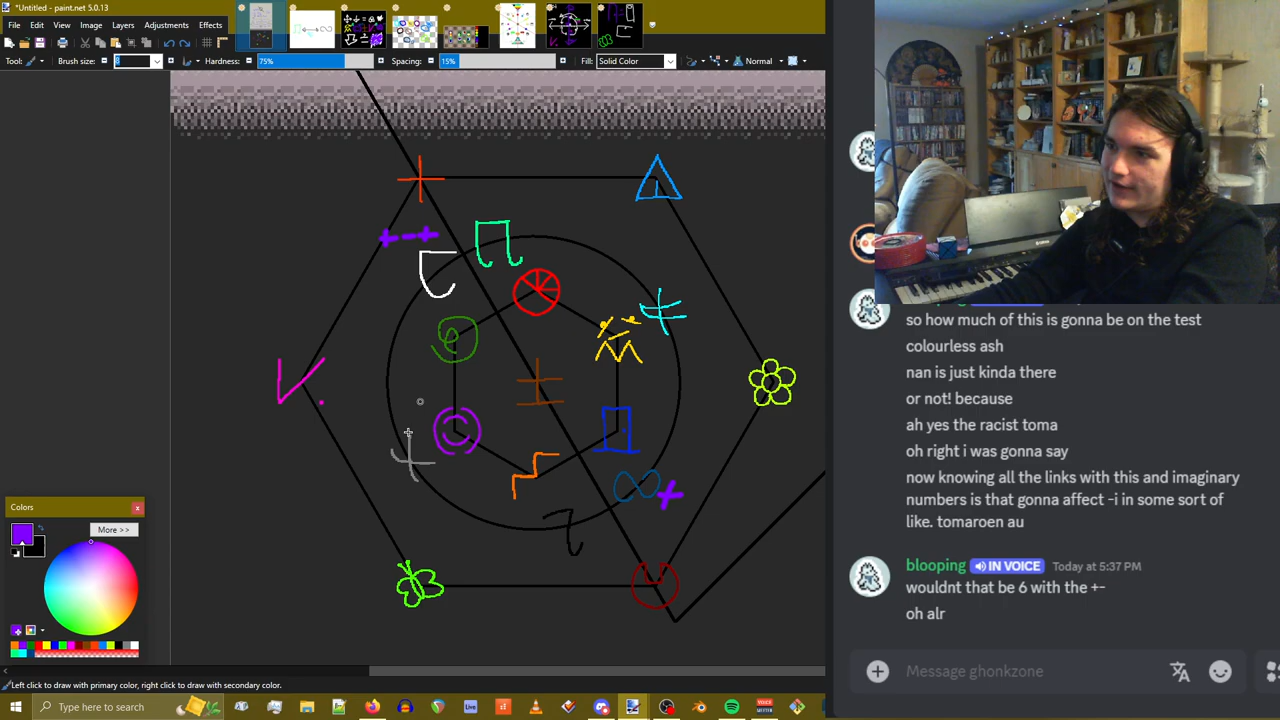 *Untitled - paint.net 5.0.13
File Edit View Image Layers Adjustments Effects
Tool: Brush size: Hardness: 75% Spacing: 15% Fill: Solid Color Normal
so how much of this is gonna be on the test
colourless ash
nan is just kinda there
or not! because
ah yes the racist toma
oh right i was gonna say
now knowing all the links with this and imaginary
numbers is that gonna affect -i in some sort of
like. tomaroen au
blooping IN VOICE Today at 5:37 PM
wouldnt that be 6 with the +-
oh alr
Message ghonkzone
Colors
More >>
Left click to draw with primary color, right click to draw with secondary color.
Type here to search